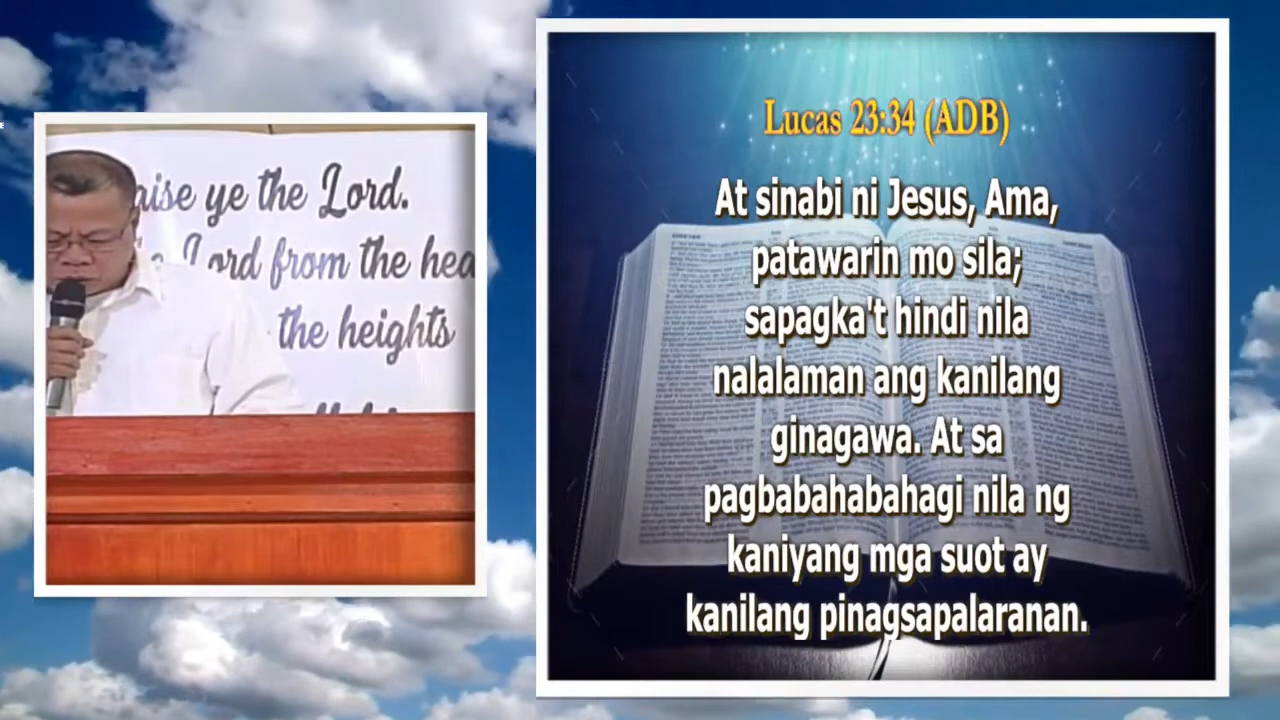 aise ye the Lord.
Lord from the hea
the heights
Lucas 23:34 (ADB)
At sinabi ni Jesus, Ama,
patawarin mo sila;
sapagka't hindi nila
nalalaman ang kanilang
ginagawa. At sa
pagbabahabahagi nila ng
kaniyang mga suot ay
kanilang pinagsapalaranan.